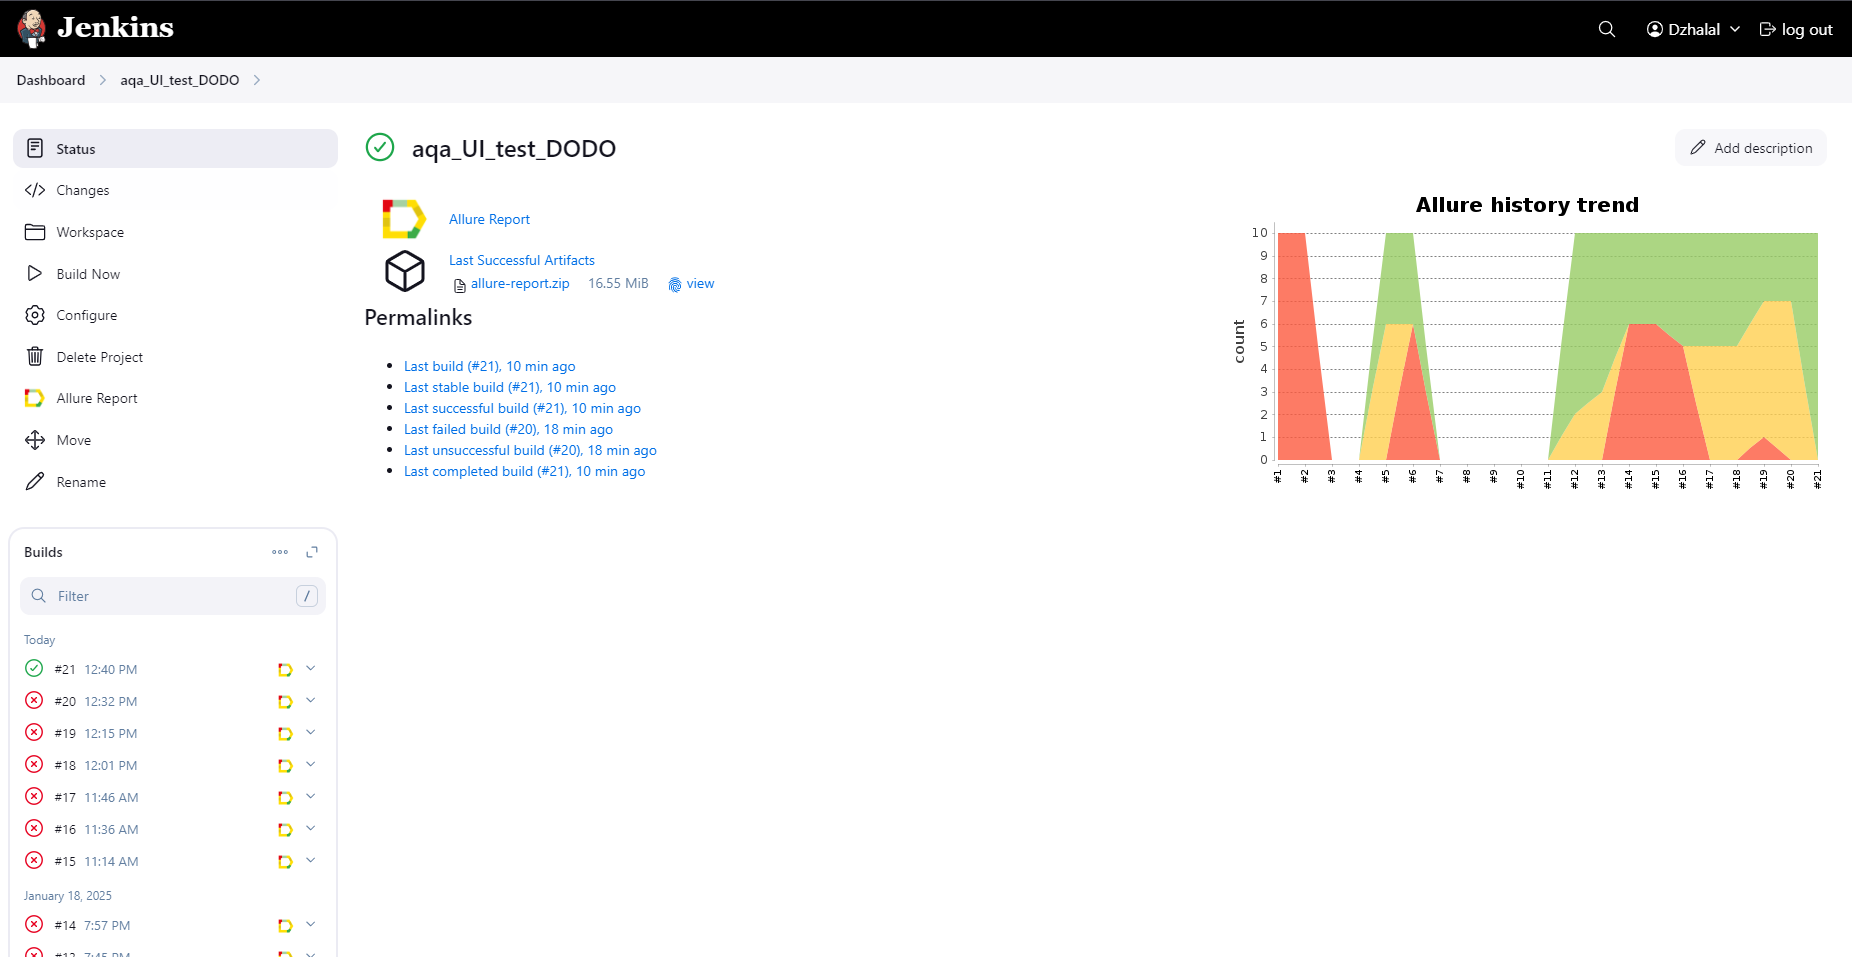 Jenkins
Dzhalal
log out
Dashboard
aqa_UI_test_DODO
Status
Changes
Workspace
Build Now
Configure
Delete Project
Allure Report
Move
Rename
Builds
Filter
/
Today
#21 12:40 PM
#20 12:32 PM
#19 12:15 PM
#18 12:01 PM
#17 11:46 AM
#16 11:36 AM
#15 11:14 AM
January 18, 2025
#14 7:57 PM
aqa_UI_test_DODO
Add description
Allure Report
Last Successful Artifacts
allure-report.zip 16.55 MiB view
Permalinks
Last build (#21), 10 min ago
Last stable build (#21), 10 min ago
Last successful build (#21), 10 min ago
Last failed build (#20), 18 min ago
Last unsuccessful build (#20), 18 min ago
Last completed build (#21), 10 min ago
Allure history trend
count
10
9
8
7
6
5
4
3
2
1
0
#1 #2 #3 #4 #5 #6 #7 #8 #9 #10 #11 #12 #13 #14 #15 #16 #17 #18 #19 #20 #21